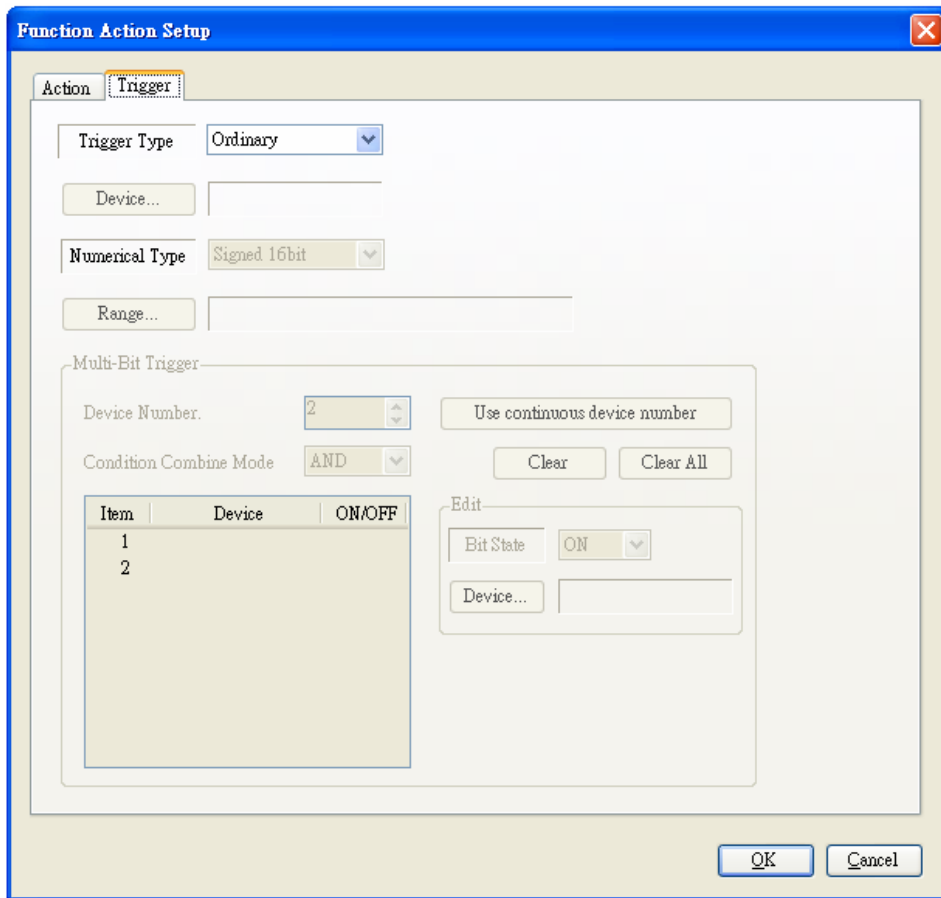 Function Action Setup
Action Trigger
Trigger Type Ordinary
Device...
Numerical Type Signed 16bit
Range...
Multi-Bit Trigger
Device Number. 2 Use continuous device number
Condition Combine Mode AND Clear Clear All
Item Device ON/OFF
1
2
Edit
Bit State ON
Device...
OK Cancel